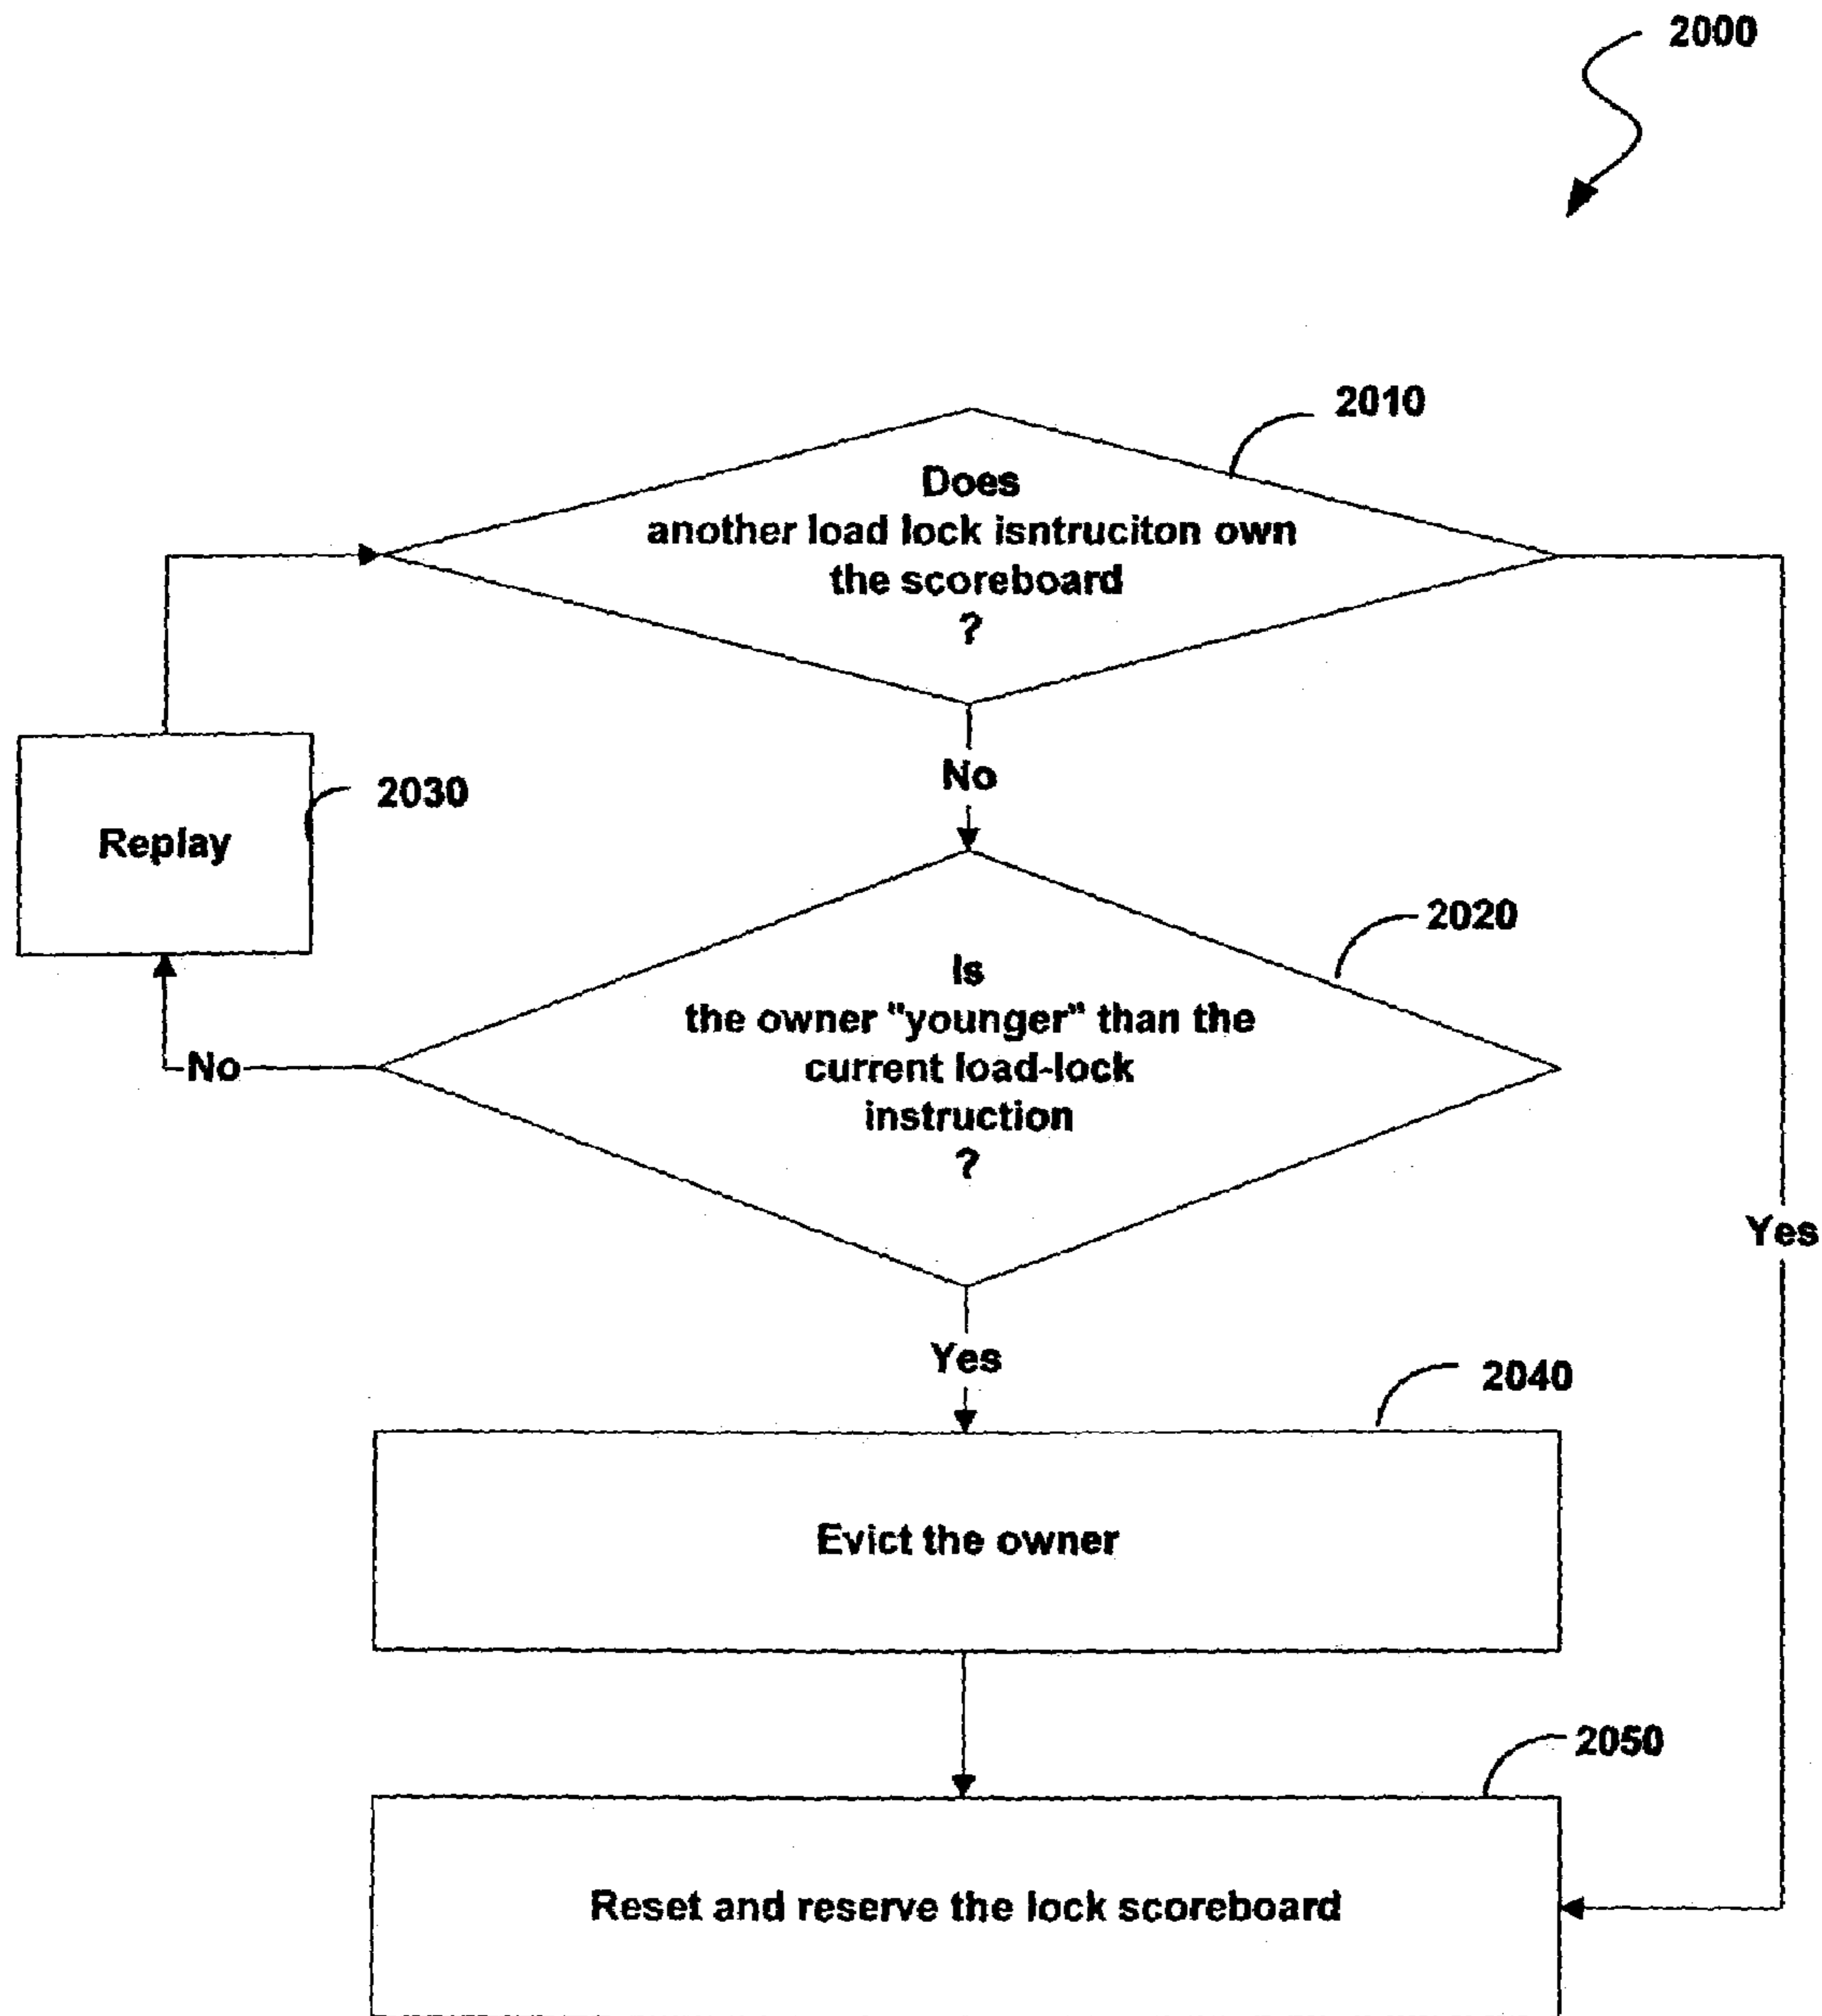 2000
2010
Does
another load lock isntruciton own
the scoreboard
?
No
2030
Replay
2020
Is
the owner "younger" than the
current load-lock
instruction
?
No
Yes
Yes
2040
Evict the owner
2050
Reset and reserve the lock scoreboard